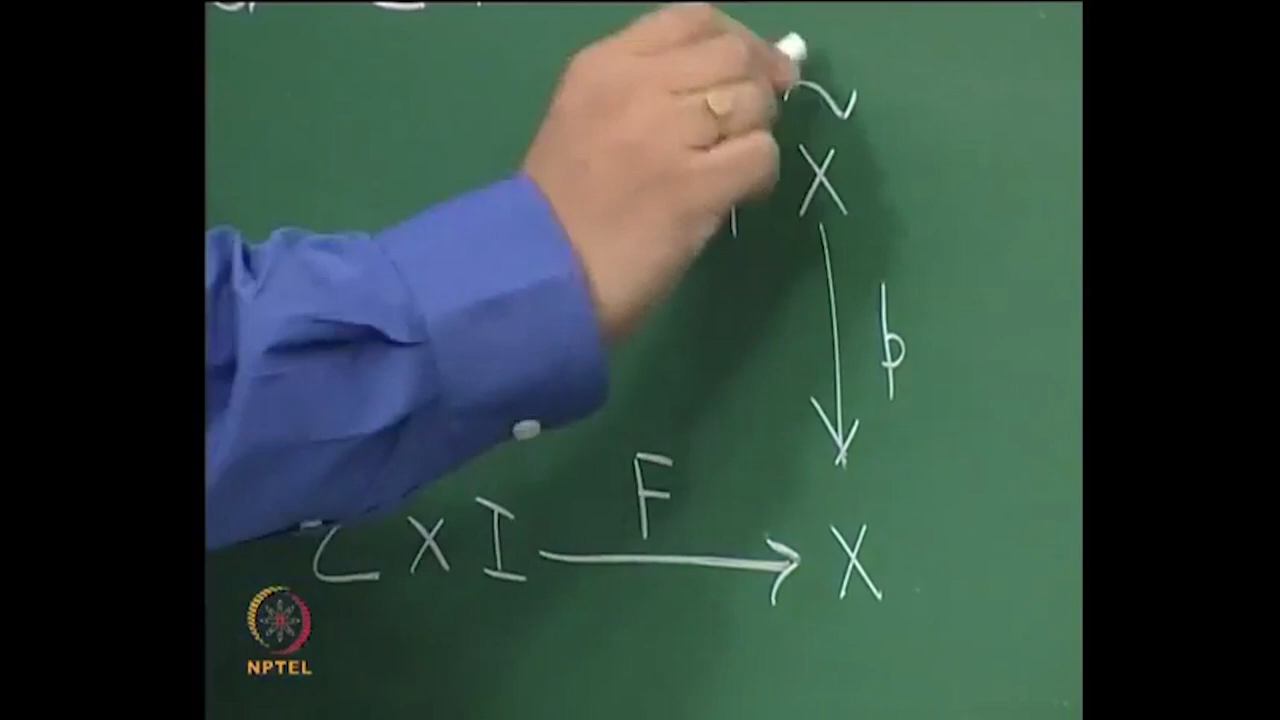 ~
X
p
F
I X I → X
NPTEL